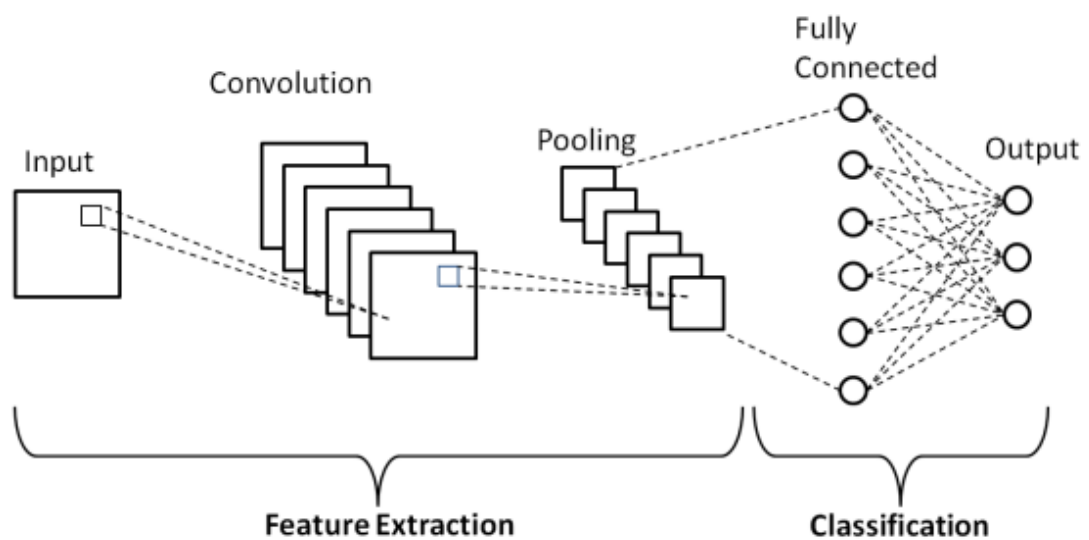 Input
Convolution
Pooling
Fully
Connected
Output
Feature Extraction
Classification